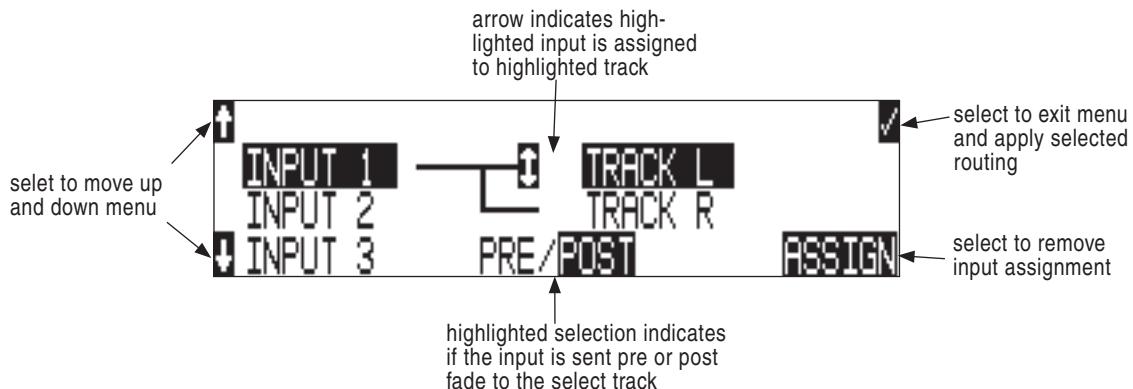 arrow indicates high-
lighted input is assigned
to highlighted track
select to exit menu
and apply selected
routing
selet to move up
and down menu
INPUT 1
TRACK L
INPUT 2
TRACK R
INPUT 3
PRE/POST
ASSIGN
select to remove
input assignment
highlighted selection indicates
if the input is sent pre or post
fade to the select track